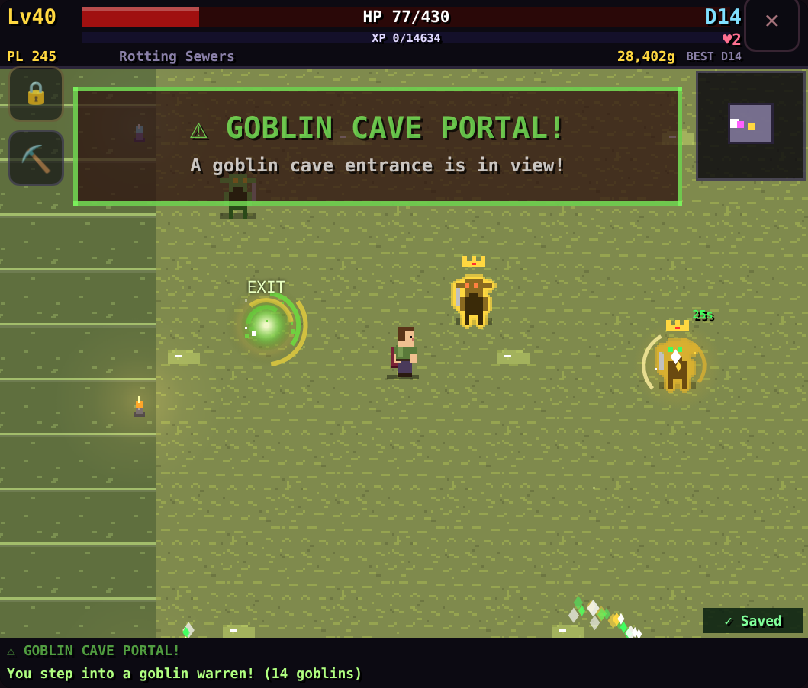 Lv40 HP 77/430 D14 ×
XP 0/14634 ♥2
PL 245 Rotting Sewers 28,402g BEST D14
⚠ GOBLIN CAVE PORTAL!
A goblin cave entrance is in view!
EXIT
✓ Saved
⚠ GOBLIN CAVE PORTAL!
You step into a goblin warren! (14 goblins)